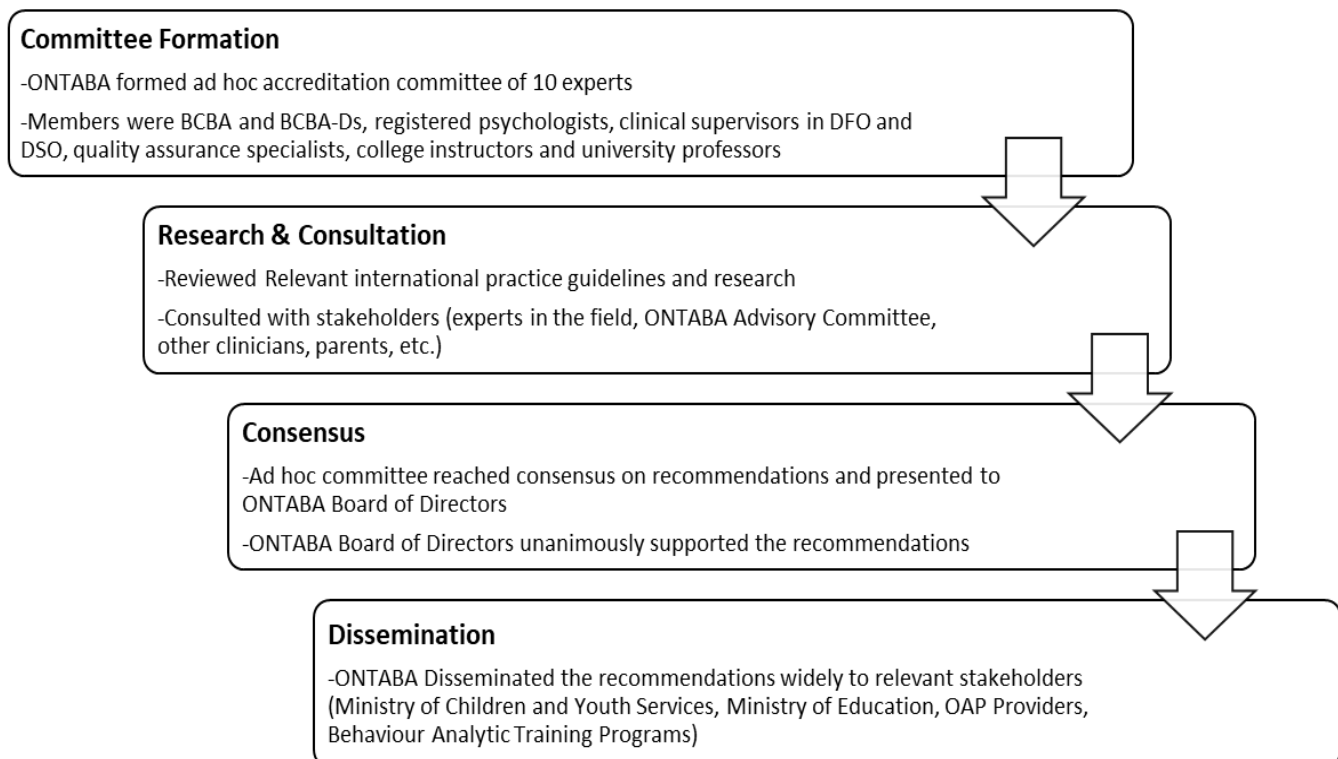 Committee Formation
-ONTABA formed ad hoc accreditation committee of 10 experts
-Members were BCBA and BCBA-Ds, registered psychologists, clinical supervisors in DFO and
DSO, quality assurance specialists, college instructors and university professors
Research & Consultation
-Reviewed Relevant international practice guidelines and research
-Consulted with stakeholders (experts in the field, ONTABA Advisory Committee,
other clinicians, parents, etc.)
Consensus
-Ad hoc committee reached consensus on recommendations and presented to
ONTABA Board of Directors
-ONTABA Board of Directors unanimously supported the recommendations
Dissemination
-ONTABA Disseminated the recommendations widely to relevant stakeholders
(Ministry of Children and Youth Services, Ministry of Education, OAP Providers,
Behaviour Analytic Training Programs)